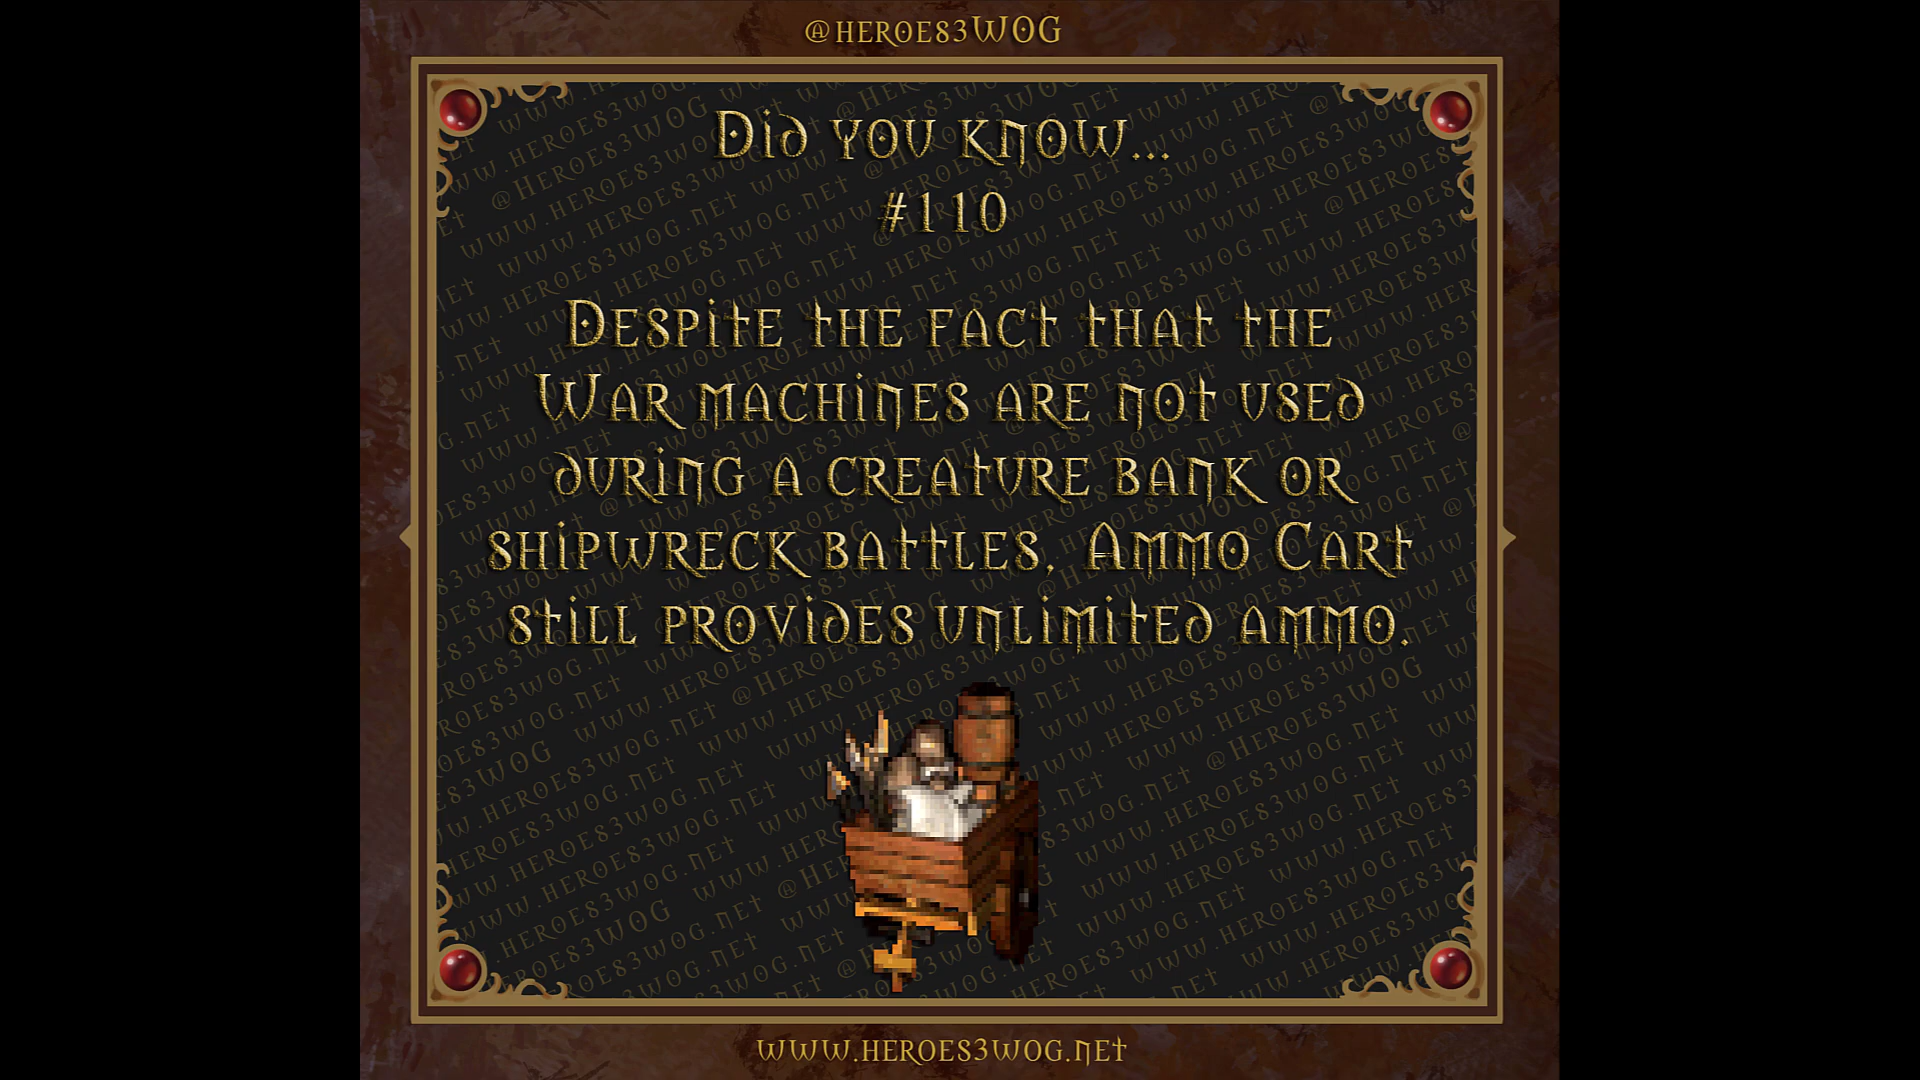 @heroes3WOG
Did you know...
#110
Despite the fact that the
War machines are not used
during a creature bank or
shipwreck battles, Ammo Cart
still provides unlimited ammo.
www.heroes3wog.net